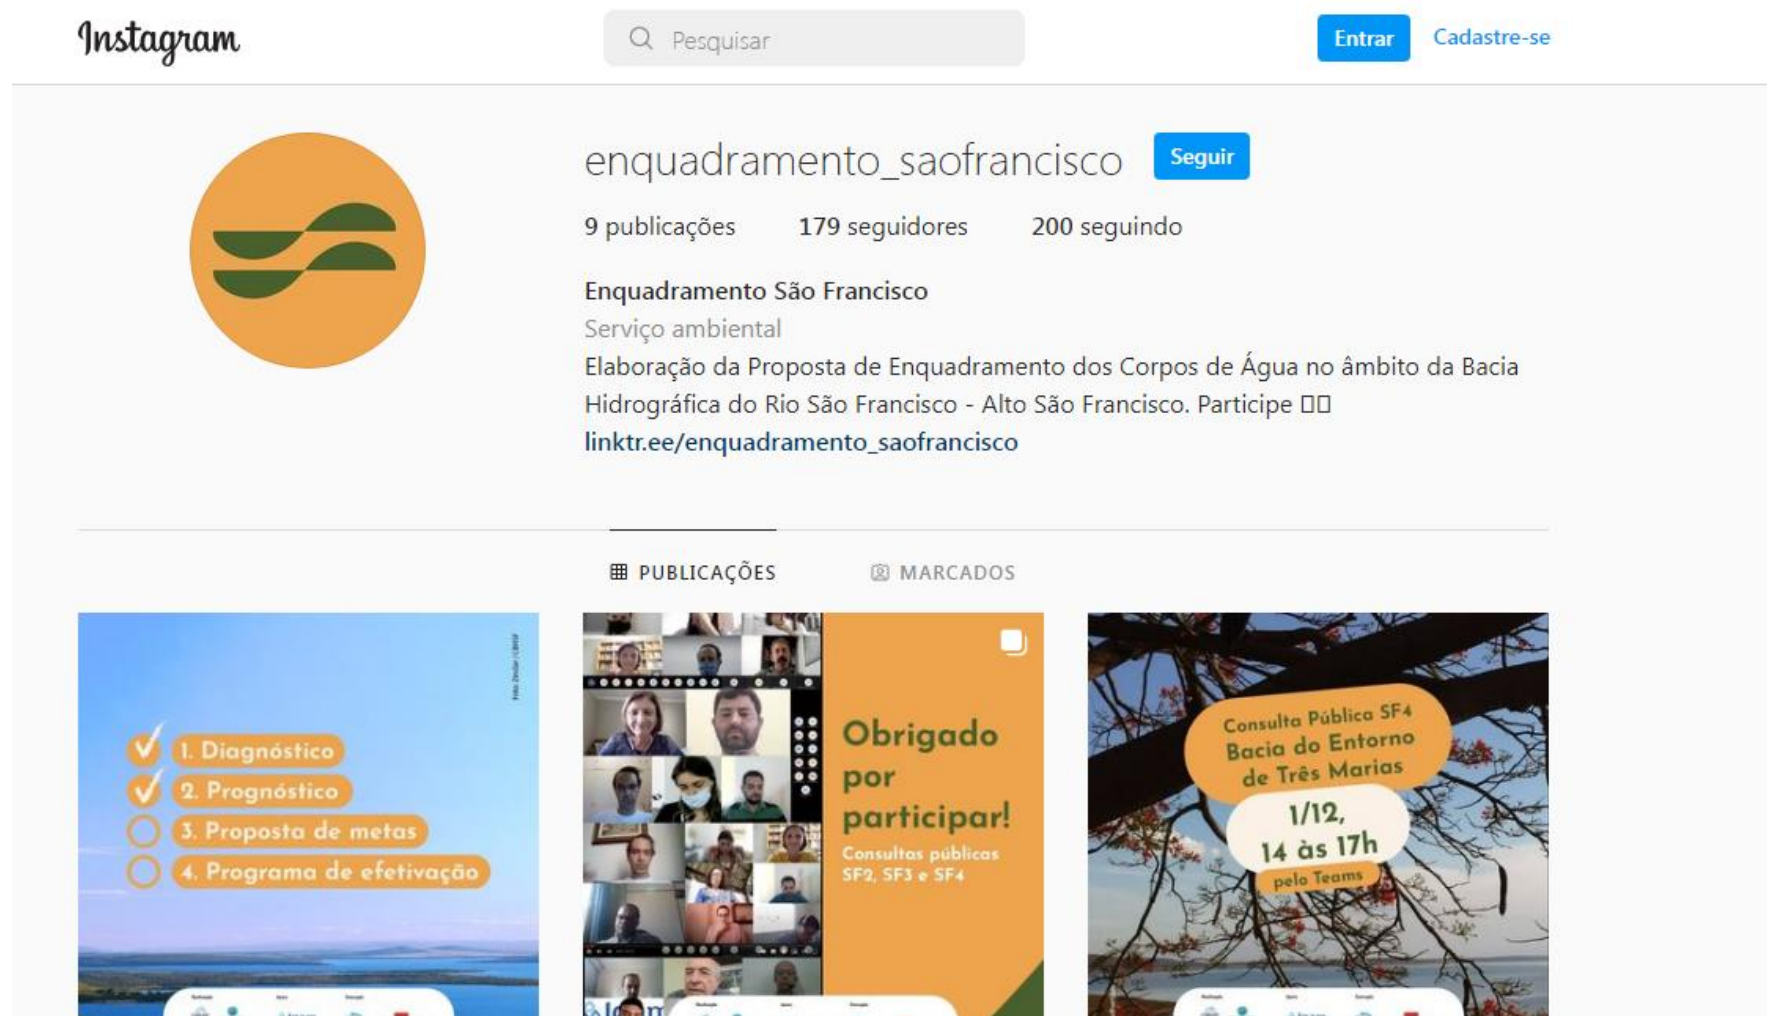 Instagram
Pesquisar
Entrar
Cadastre-se
enquadramento_saofrancisco
Seguir
9 publicações 179 seguidores 200 seguindo
Enquadramento São Francisco
Serviço ambiental
Elaboração da Proposta de Enquadramento dos Corpos de Água no âmbito da Bacia
Hidrográfica do Rio São Francisco - Alto São Francisco. Participe
linktr.ee/enquadramento_saofrancisco
PUBLICAÇÕES
MARCADOS
1. Diagnóstico
2. Prognóstico
3. Proposta de metas
4. Programa de efetivação
Obrigado
por
participar!
Consultas públicas
SF2, SF3 e SF4
Consulta Pública SF4
Bacia do Entorno
de Três Marias
1/12,
14 às 17h
pelo Teams